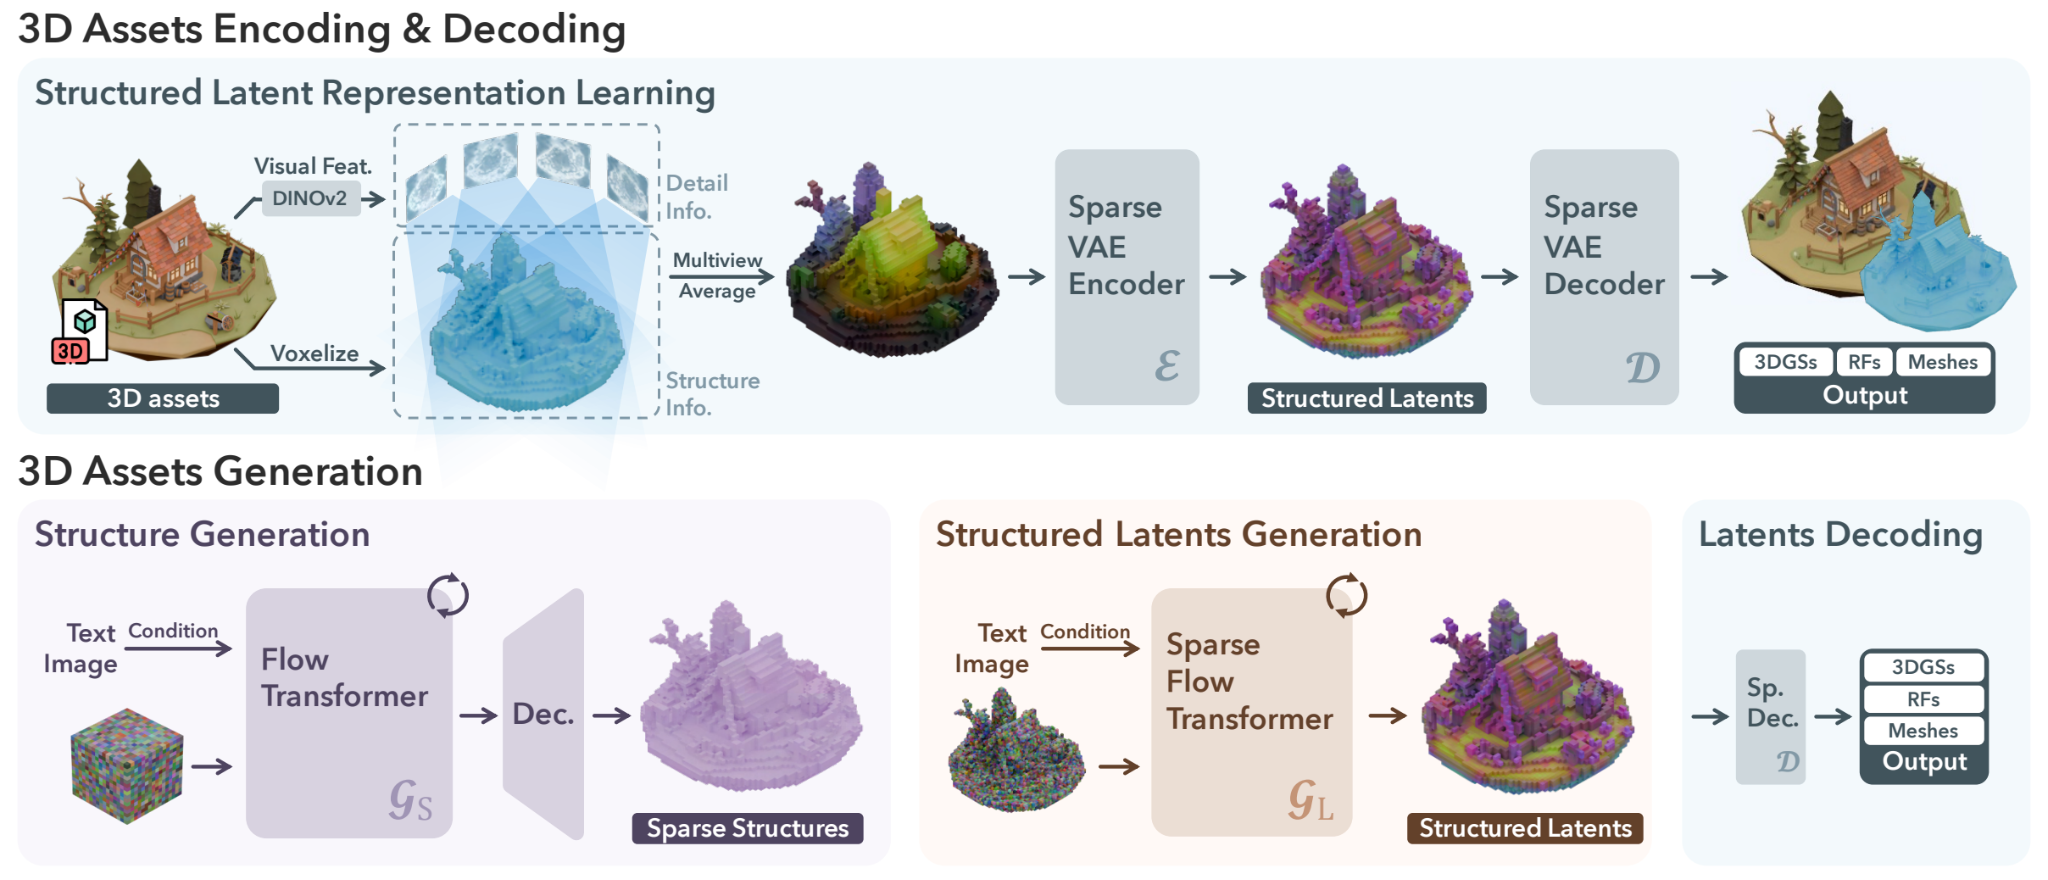 3D Assets Encoding & Decoding
Structured Latent Representation Learning
Visual Feat.
DINOv2
Voxelize
3D
3D assets
Detail
Info.
Structure
Info.
Multiview
Average
Sparse
VAE
Encoder
ℰ
Structured Latents
Sparse
VAE
Decoder
𝒟
3DGSs RFs Meshes
Output
3D Assets Generation
Structure Generation
Text
Image
Condition
Flow
Transformer
𝒢S
Dec.
Sparse Structures
Structured Latents Generation
Text
Image
Condition
Sparse
Flow
Transformer
𝒢L
Structured Latents
Latents Decoding
Sp.
Dec.
𝒟
3DGSs
RFs
Meshes
Output